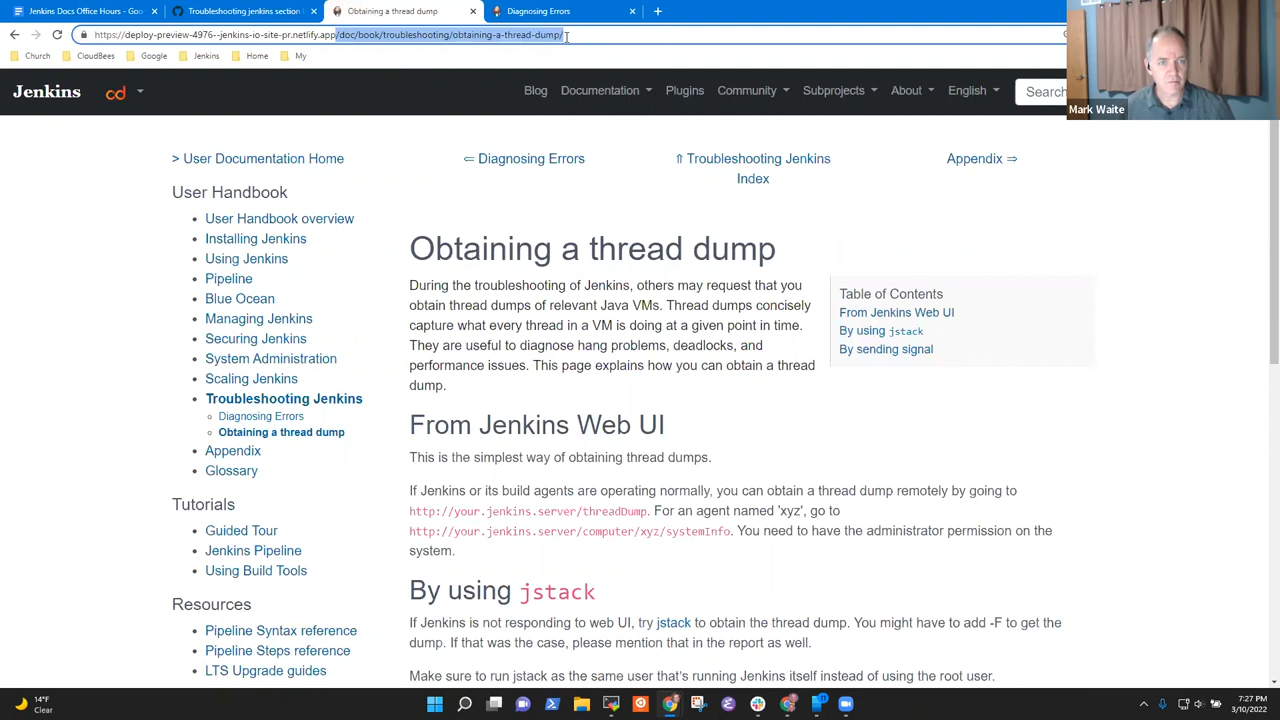 Jenkins Docs Office Hours - Goo
Troubleshooting jenkins section
Obtaining a thread dump
Diagnosing Errors
https://deploy-preview-4976--jenkins-io-site-pr.netlify.app/doc/book/troubleshooting/obtaining-a-thread-dump/
Church
CloudBees
Google
Jenkins
Home
My
Jenkins
cd
Blog
Documentation
Plugins
Community
Subprojects
About
English
Search
Mark Waite
> User Documentation Home
⇐ Diagnosing Errors
⇑ Troubleshooting Jenkins
Index
Appendix ⇒
User Handbook
User Handbook overview
Installing Jenkins
Using Jenkins
Pipeline
Blue Ocean
Managing Jenkins
Securing Jenkins
System Administration
Scaling Jenkins
Troubleshooting Jenkins
Diagnosing Errors
Obtaining a thread dump
Appendix
Glossary
Tutorials
Guided Tour
Jenkins Pipeline
Using Build Tools
Resources
Pipeline Syntax reference
Pipeline Steps reference
LTS Upgrade guides
Obtaining a thread dump
During the troubleshooting of Jenkins, others may request that you
obtain thread dumps of relevant Java VMs. Thread dumps concisely
capture what every thread in a VM is doing at a given point in time.
They are useful to diagnose hang problems, deadlocks, and
performance issues. This page explains how you can obtain a thread
dump.
Table of Contents
From Jenkins Web UI
By using jstack
By sending signal
From Jenkins Web UI
This is the simplest way of obtaining thread dumps.
If Jenkins or its build agents are operating normally, you can obtain a thread dump remotely by going to
http://your.jenkins.server/threadDump. For an agent named 'xyz', go to
http://your.jenkins.server/computer/xyz/systemInfo. You need to have the administrator permission on the
system.
By using jstack
If Jenkins is not responding to web UI, try jstack to obtain the thread dump. You might have to add -F to get the
dump. If that was the case, please mention that in the report as well.
Make sure to run jstack as the same user that's running Jenkins itself instead of using the root user.
14°F
Clear
7:27 PM
3/10/2022